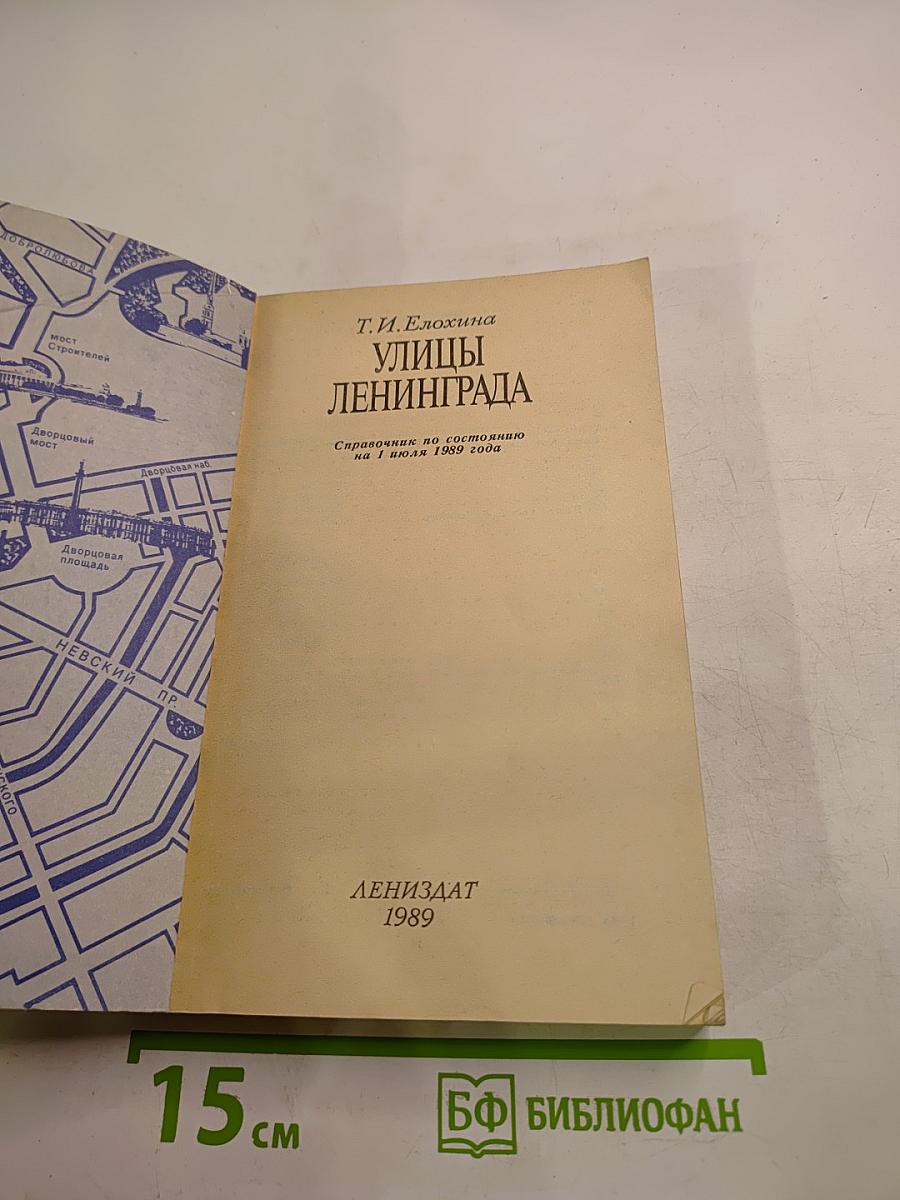 ДОБРОЛЮБОВА
мост
Строителей
Дворцовый
мост
Дворцовая наб.
Дворцовая
площадь
НЕВСКИЙ ПР.
Т. И. Елохина
УЛИЦЫ
ЛЕНИНГРАДА
Справочник по состоянию
на 1 июля 1989 года
ЛЕНИЗДАТ
1989
15 см
БФ БИБЛИОФАН